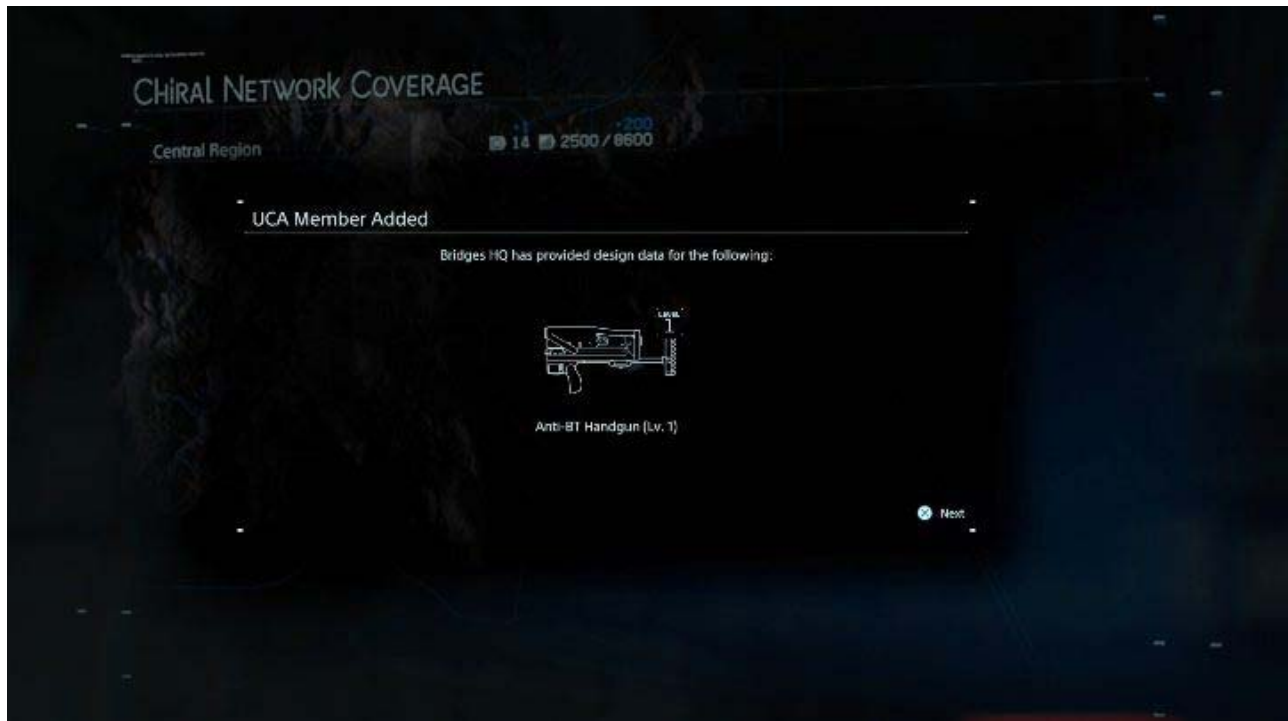 CHiRAL NETWORK COVERAGE
+1 +200
Central Region 14 2500/8600
UCA Member Added
Bridges HQ has provided design data for the following:
LEVEL
1
Anti-BT Handgun (Lv. 1)
Next